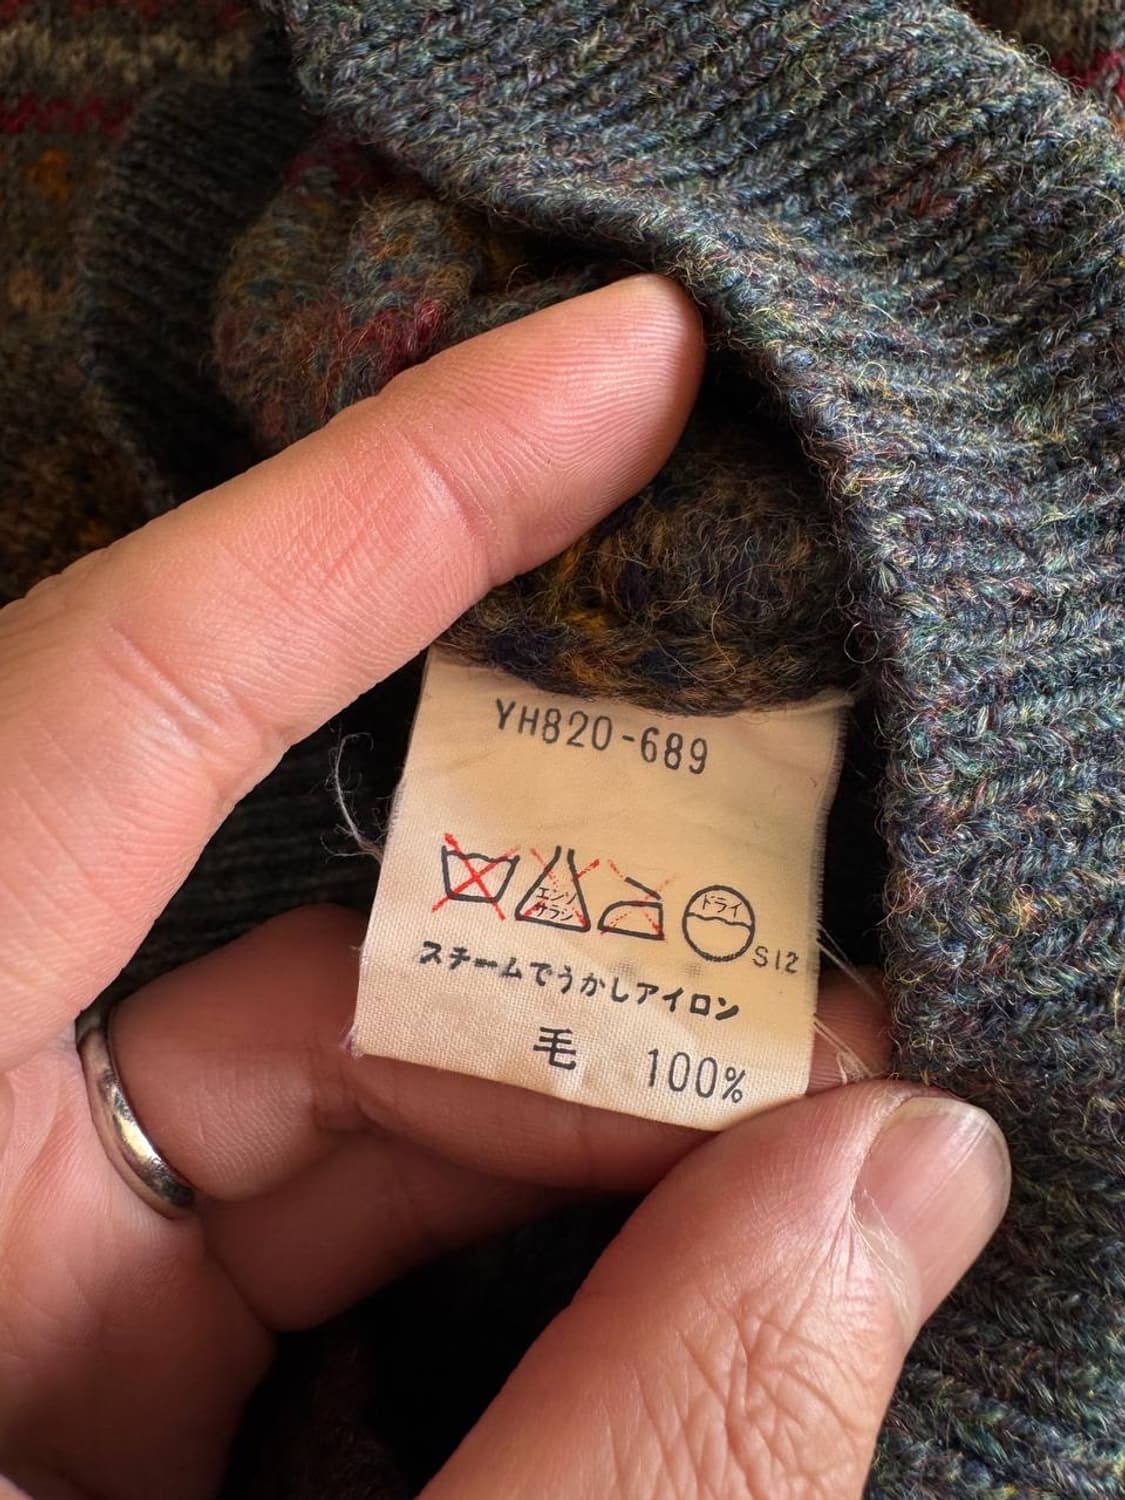 YH820-689
エンソ
サラシ
ドライ
S12
スチームでうかしアイロン
毛 100%